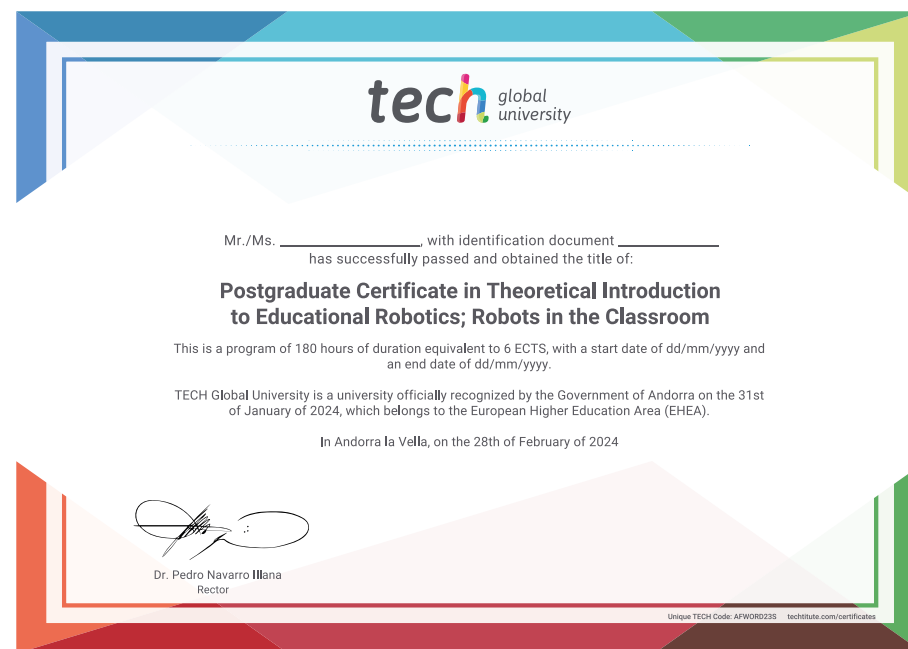 tech global university
Mr./Ms. ____________________, with identification document ______________
has successfully passed and obtained the title of:
Postgraduate Certificate in Theoretical Introduction
to Educational Robotics; Robots in the Classroom
This is a program of 180 hours of duration equivalent to 6 ECTS, with a start date of dd/mm/yyyy and
an end date of dd/mm/yyyy.
TECH Global University is a university officially recognized by the Government of Andorra on the 31st
of January of 2024, which belongs to the European Higher Education Area (EHEA).
In Andorra la Vella, on the 28th of February of 2024
Dr. Pedro Navarro Illana
Rector
Unique TECH Code: AFWORD23S techtitute.com/certificates